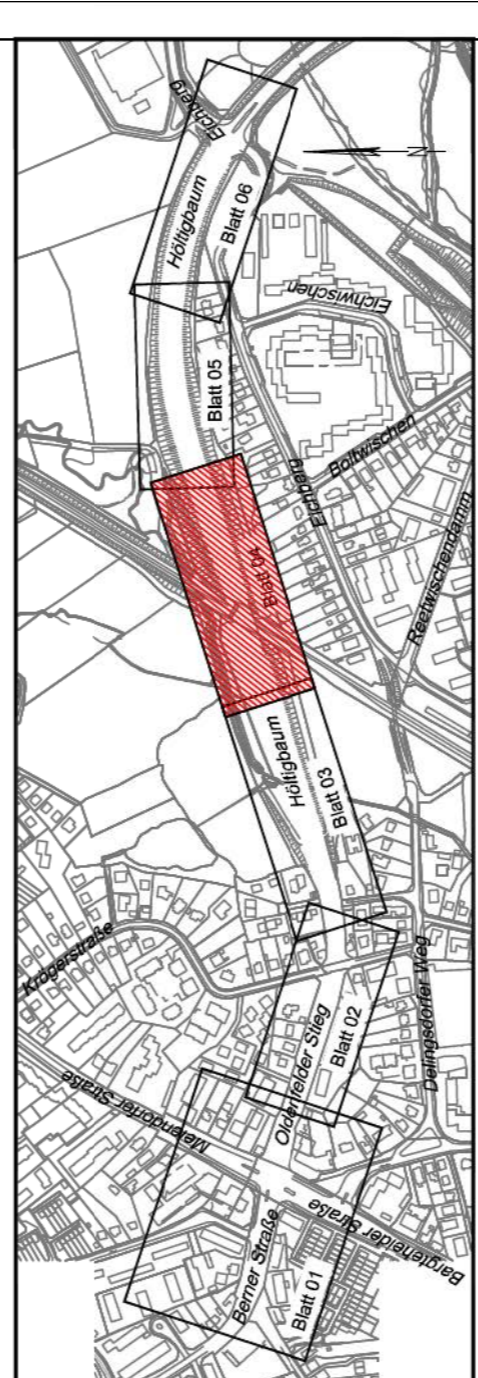 Eichberg
Höltigbaum
Blatt 06
N
Eichwischen
Blatt 05
Boltwischen
Eichberg
Blatt 04
Reetwischendamm
Höltigbaum
Blatt 03
Krögerstraße
Oldenfelder Stieg
Blatt 02
Delingsdorfer Weg
Meiendorfer Straße
Berner Straße
Bargteheider Straße
Blatt 01